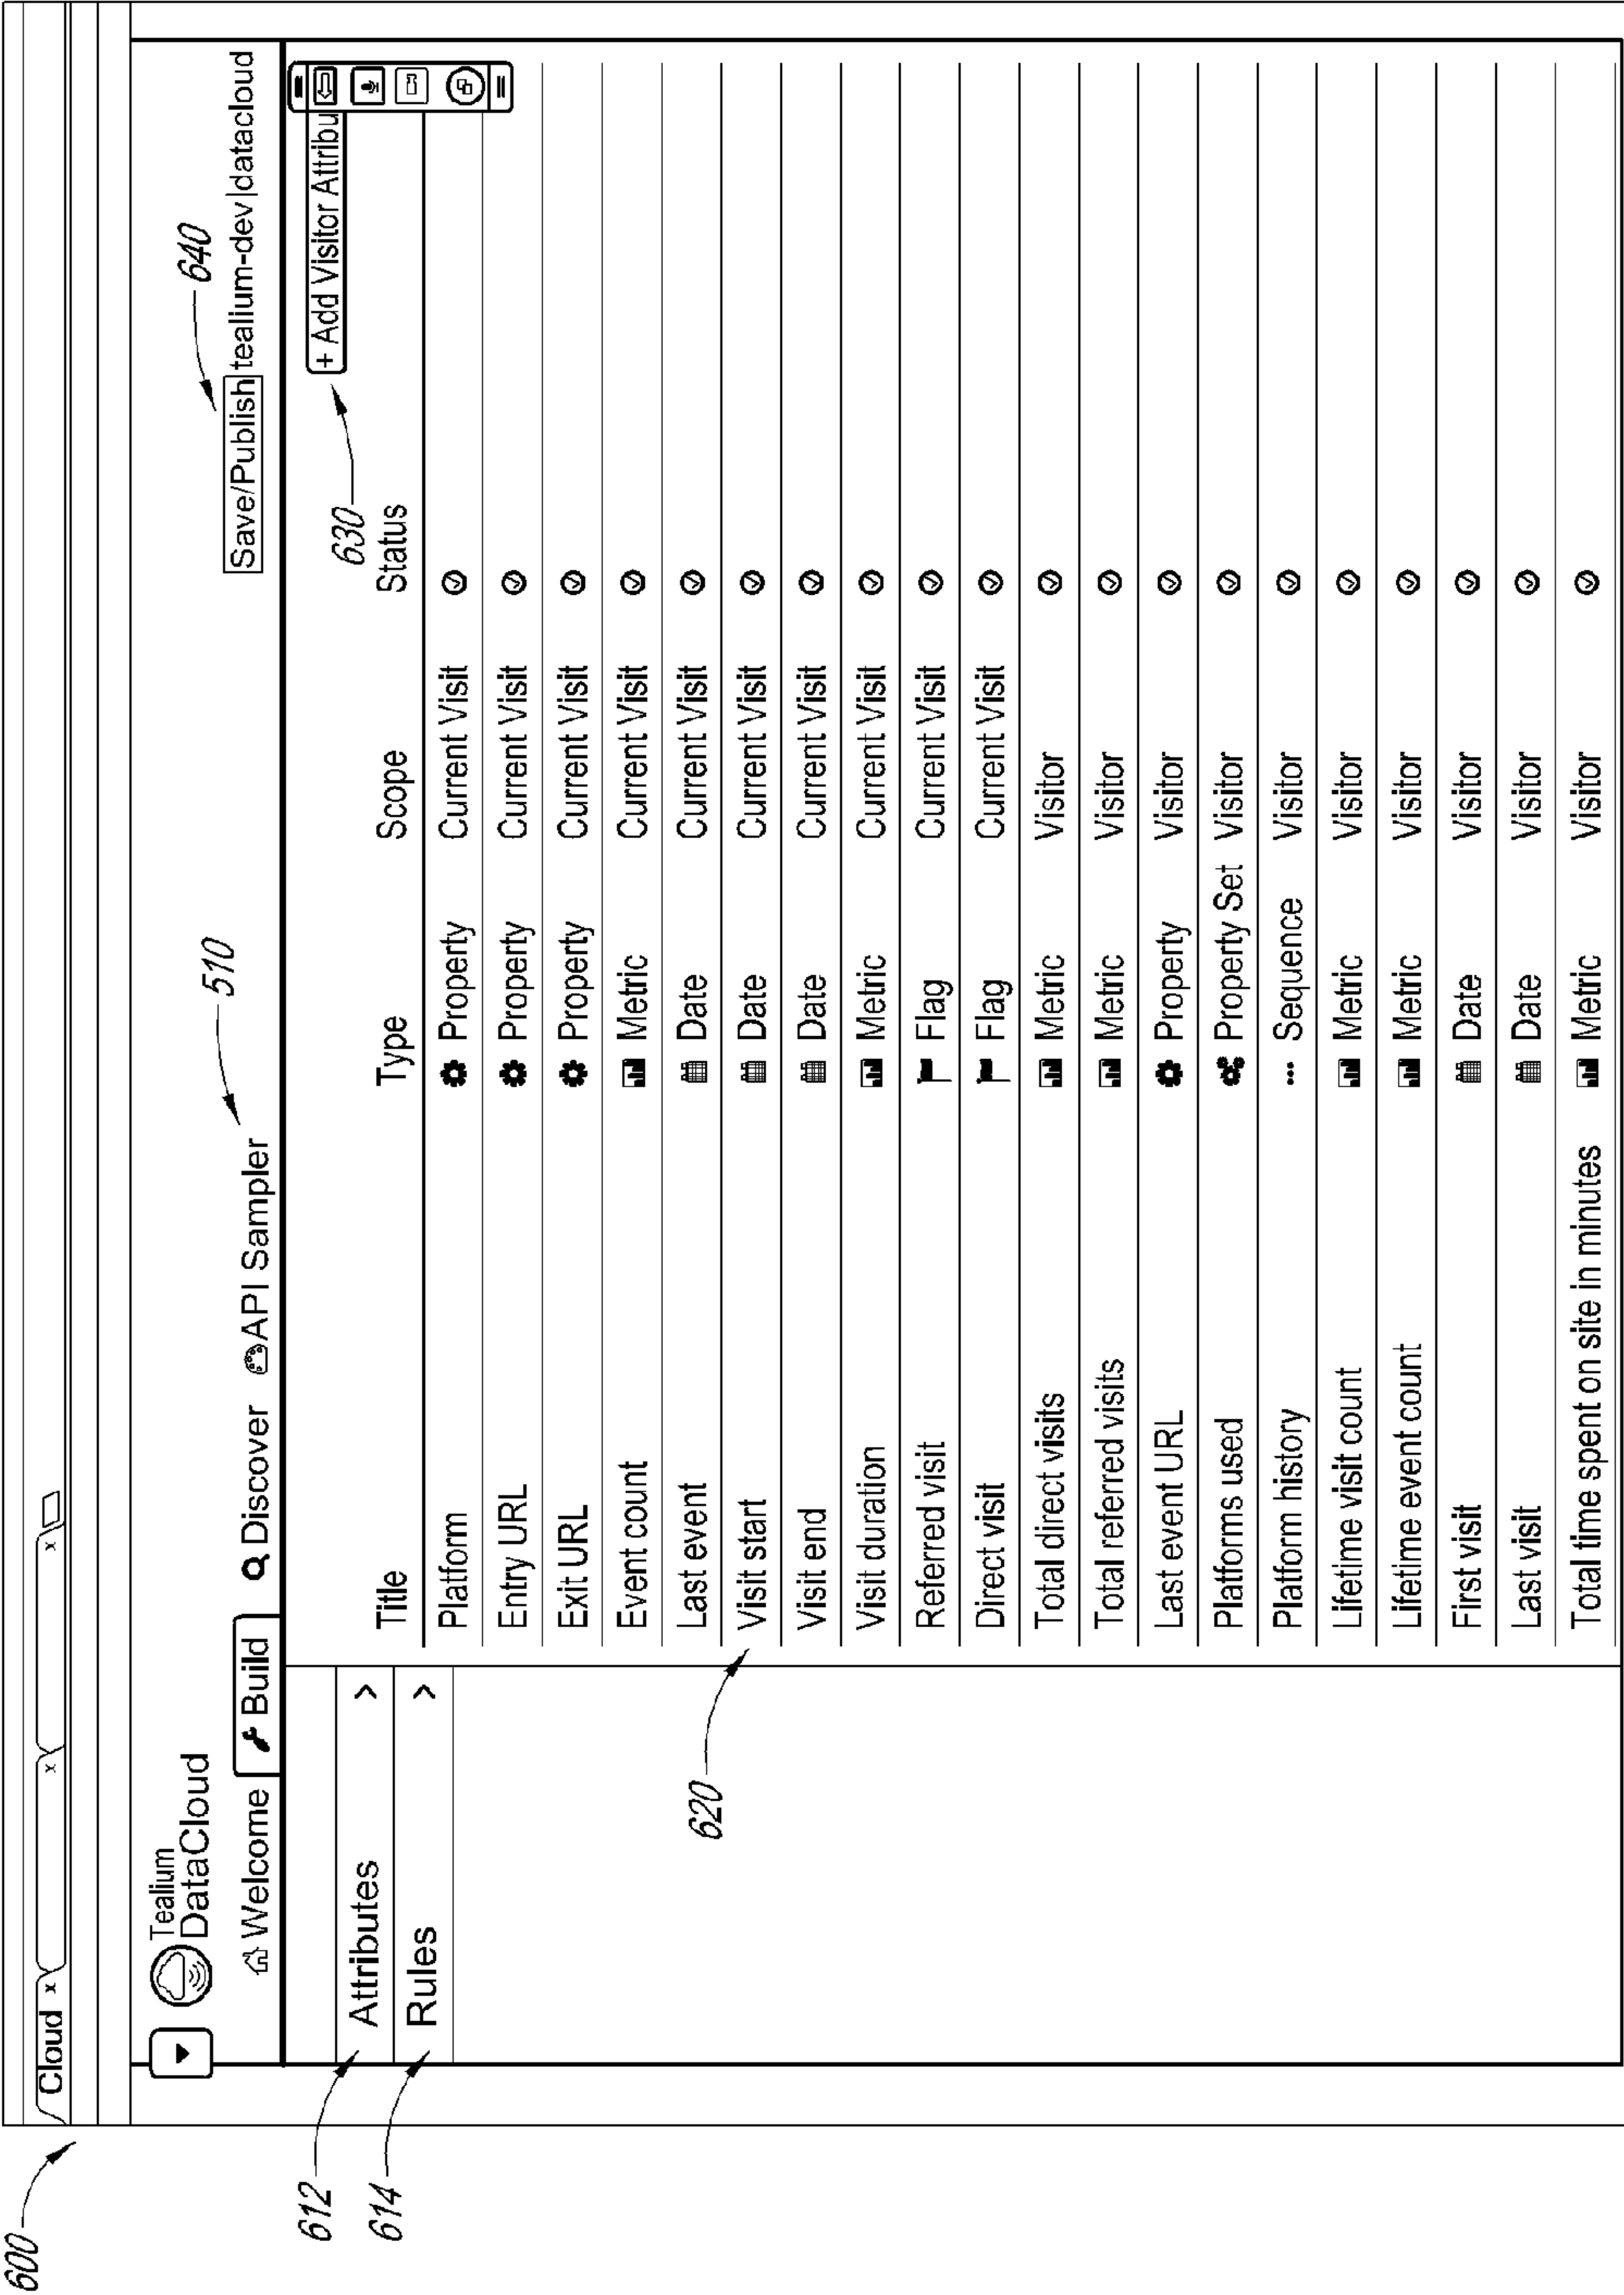 600
Cloud x
x
x
Tealium
DataCloud
640
Save/Publish tealium-dev|datacloud
510
Welcome Build Discover API Sampler
630
+ Add Visitor Attribu
612
Attributes >
614
Rules >
620
Title Type Scope Status
Platform Property Current Visit
Entry URL Property Current Visit
Exit URL Property Current Visit
Event count Metric Current Visit
Last event Date Current Visit
Visit start Date Current Visit
Visit end Date Current Visit
Visit duration Metric Current Visit
Referred visit Flag Current Visit
Direct visit Flag Current Visit
Total direct visits Metric Visitor
Total referred visits Metric Visitor
Last event URL Property Visitor
Platforms used Property Set Visitor
Platform history Sequence Visitor
Lifetime visit count Metric Visitor
Lifetime event count Metric Visitor
First visit Date Visitor
Last visit Date Visitor
Total time spent on site in minutes Metric Visitor